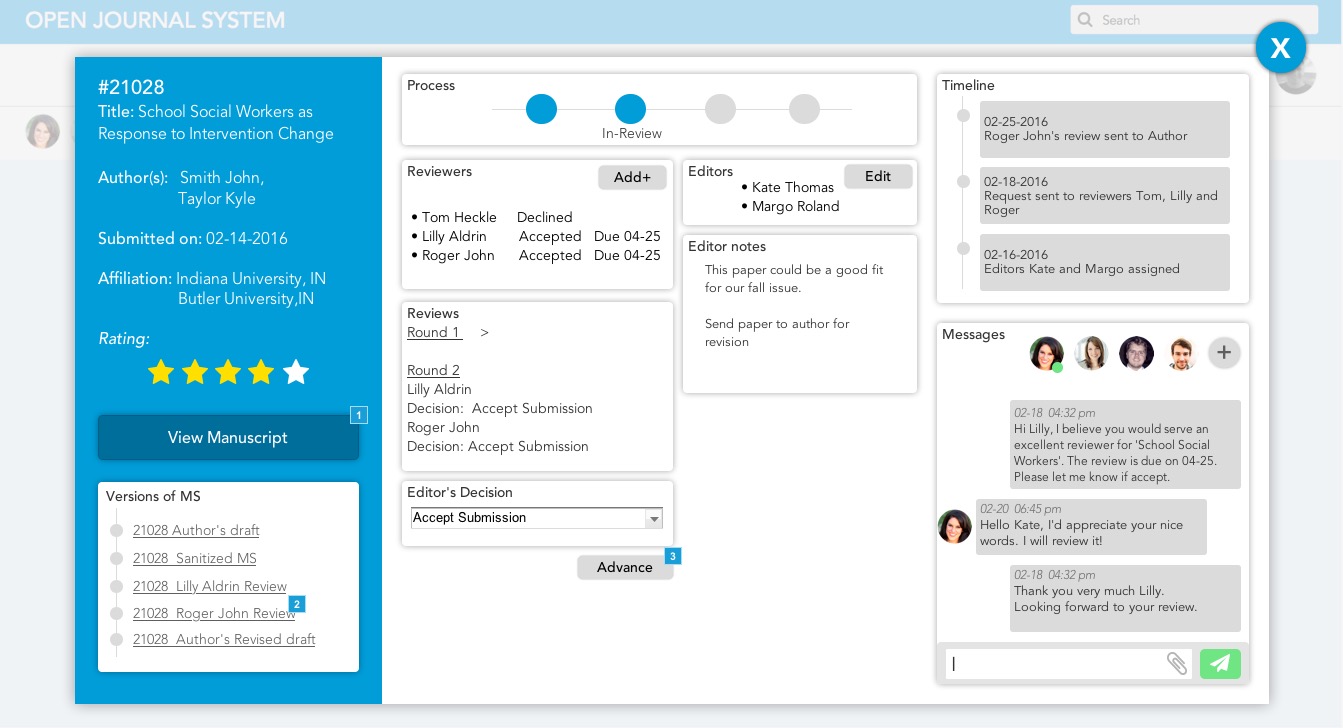 OPEN JOURNAL SYSTEM
Search
X
#21028
Title: School Social Workers as
Response to Intervention Change
Author(s): Smith John,
Taylor Kyle
Submitted on: 02-14-2016
Affiliation: Indiana University, IN
Butler University,IN
Rating:
1
View Manuscript
Versions of MS
21028 Author's draft
21028 Sanitized MS
21028 Lilly Aldrin Review
2
21028 Roger John Review
21028 Author's Revised draft
Process
In-Review
Reviewers
Add+
• Tom Heckle Declined
• Lilly Aldrin Accepted Due 04-25
• Roger John Accepted Due 04-25
Reviews
Round 1 >
Round 2
Lilly Aldrin
Decision: Accept Submission
Roger John
Decision: Accept Submission
Editor's Decision
Accept Submission
3
Advance
Editors
Edit
• Kate Thomas
• Margo Roland
Editor notes
This paper could be a good fit
for our fall issue.
Send paper to author for
revision
Timeline
02-25-2016
Roger John's review sent to Author
02-18-2016
Request sent to reviewers Tom, Lilly and
Roger
02-16-2016
Editors Kate and Margo assigned
Messages
+
02-18 04:32 pm
Hi Lilly, I believe you would serve an
excellent reviewer for 'School Social
Workers'. The review is due on 04-25.
Please let me know if accept.
02-20 06:45 pm
Hello Kate, I'd appreciate your nice
words. I will review it!
02-18 04:32 pm
Thank you very much Lilly.
Looking forward to your review.